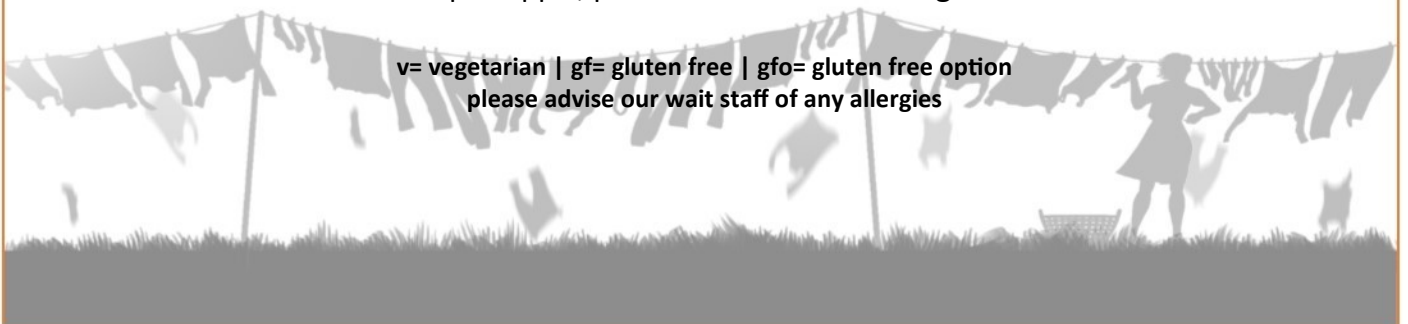 v= vegetarian | gf= gluten free | gfo= gluten free option
please advise our wait staff of any allergies